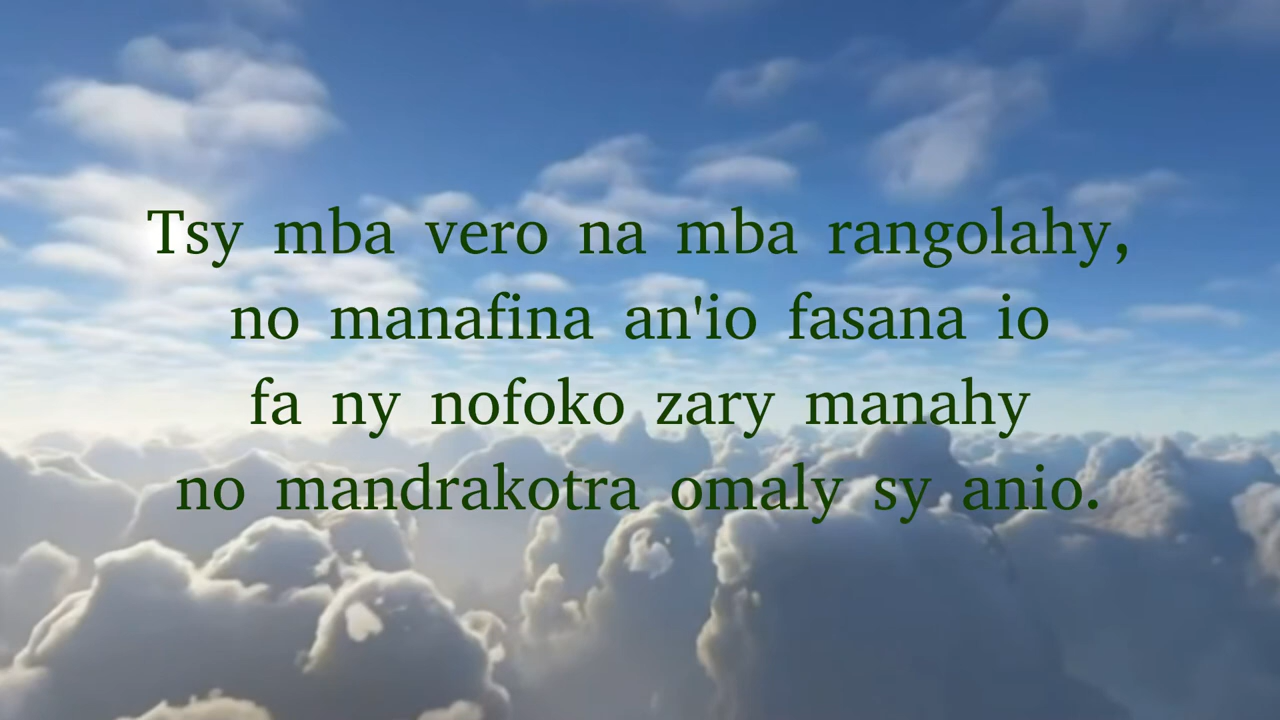 Tsy mba vero na mba rangolahy,
no manafina an'io fasana io
fa ny nofoko zary manahy
no mandrakotra omaly sy anio.